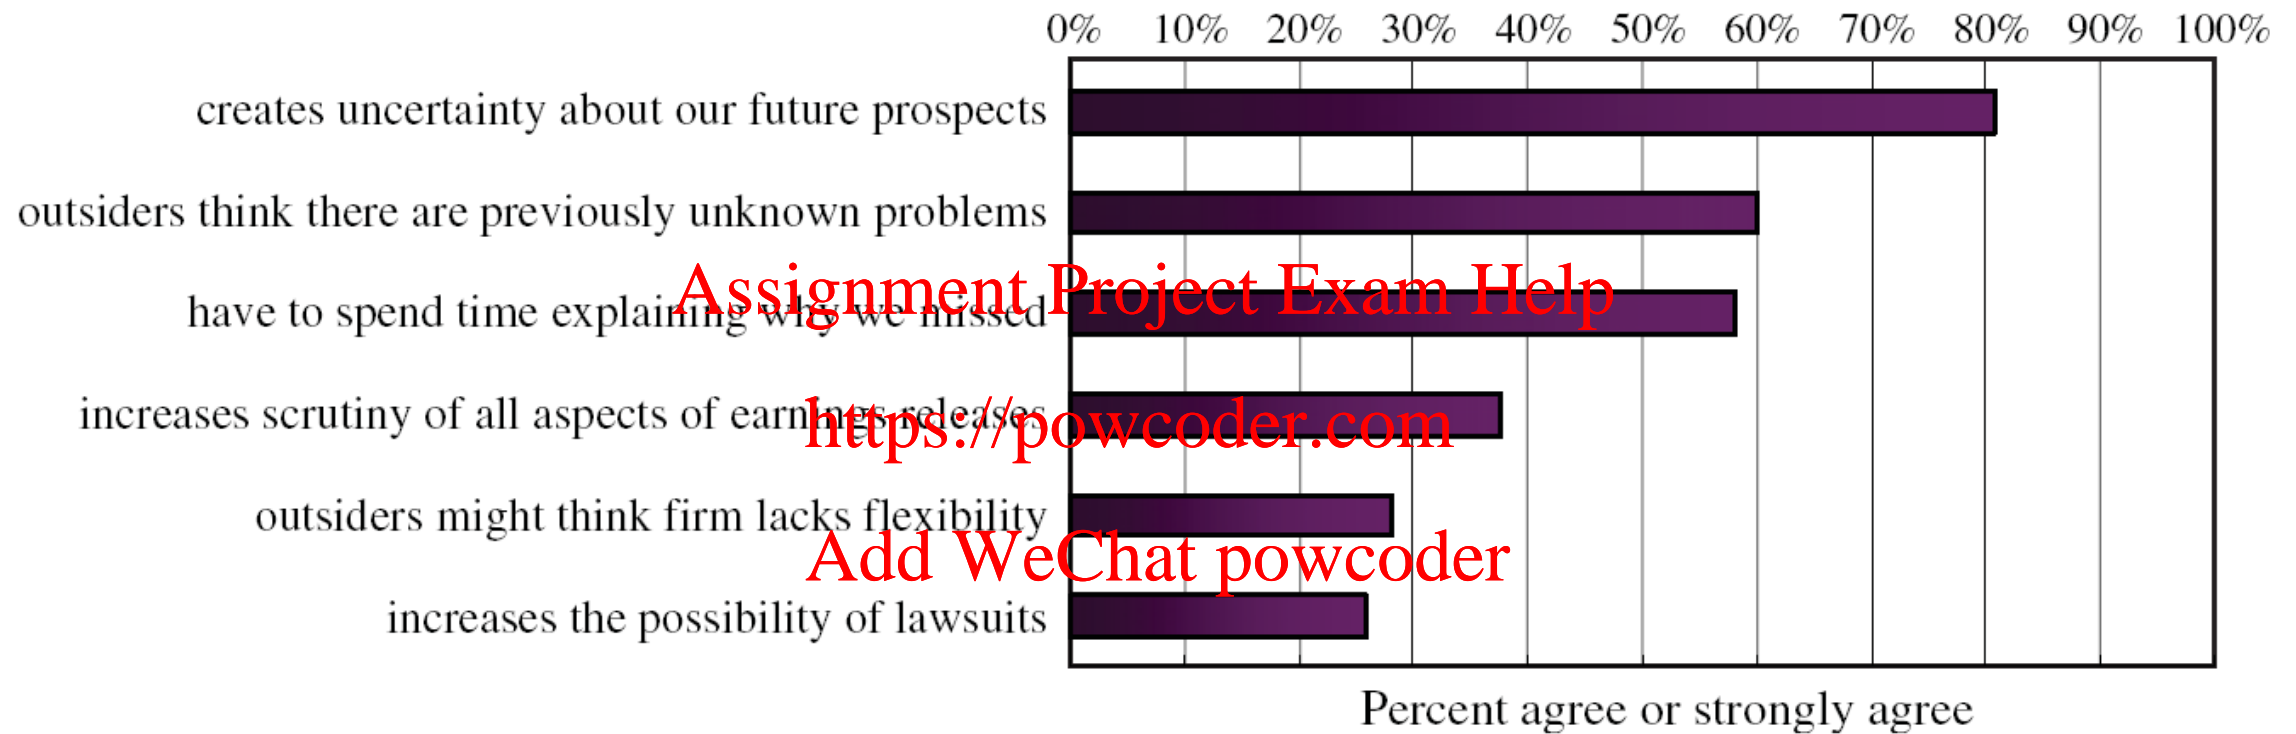 0% 10% 20% 30% 40% 50% 60% 70% 80% 90% 100%
creates uncertainty about our future prospects
outsiders think there are previously unknown problems
Assignment Project Exam Help
have to spend time explaining why we missed
increases scrutiny of all aspects of earnings releases
https://powcoder.com
outsiders might think firm lacks flexibility
Add WeChat powcoder
increases the possibility of lawsuits
Percent agree or strongly agree